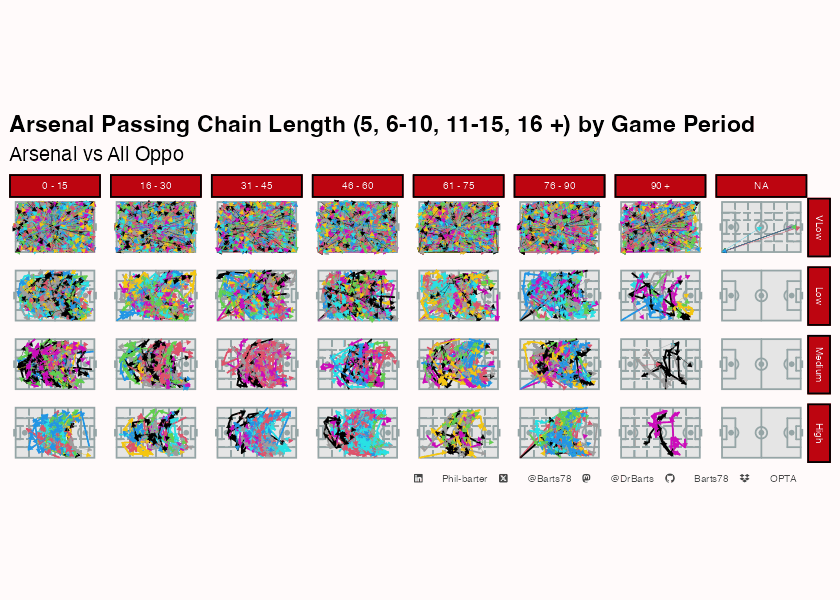 Arsenal Passing Chain Length (5, 6-10, 11-15, 16 +) by Game Period
Arsenal vs All Oppo
0 - 15 16 - 30 31 - 45 46 - 60 61 - 75 76 - 90 90 + NA
VLow
Low
Medium
High
Phil-barter @Barts78 @DrBarts Barts78 OPTA